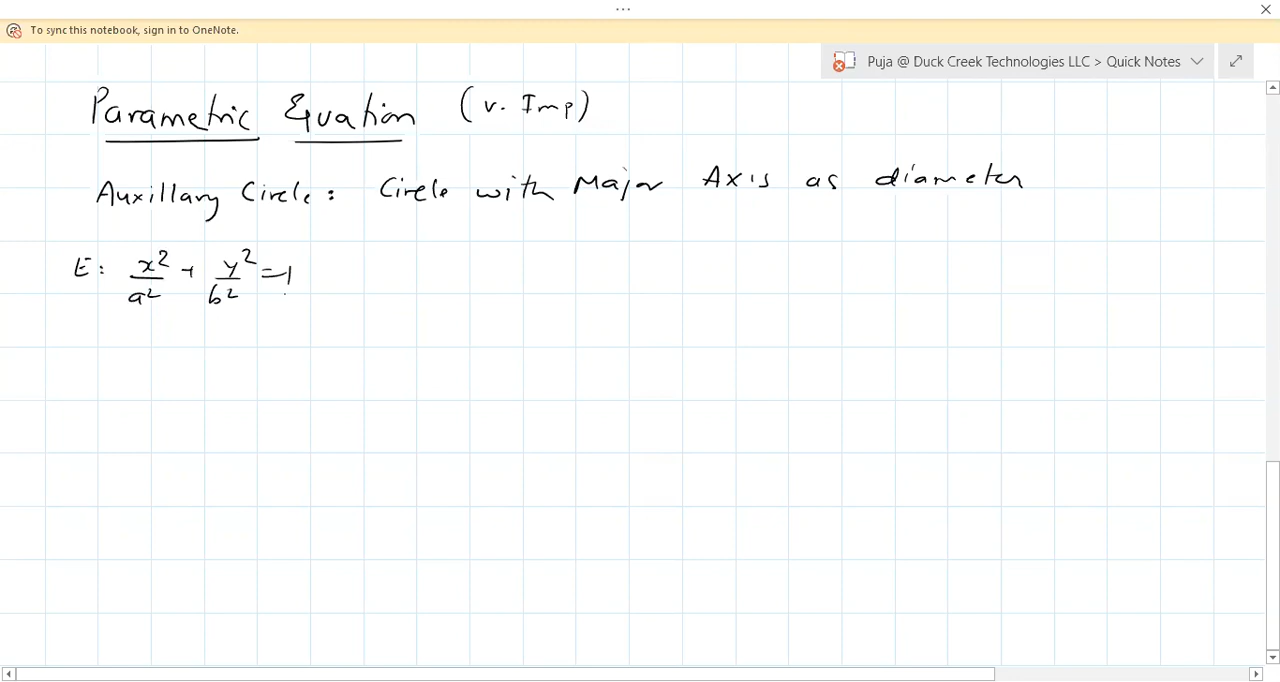 ...
To sync this notebook, sign in to OneNote.
Puja @ Duck Creek Technologies LLC > Quick Notes
Parametric Equation (v. Imp)
Auxillary Circle: Circle with Major Axis as diameter
E: x²/a² + y²/b² = 1